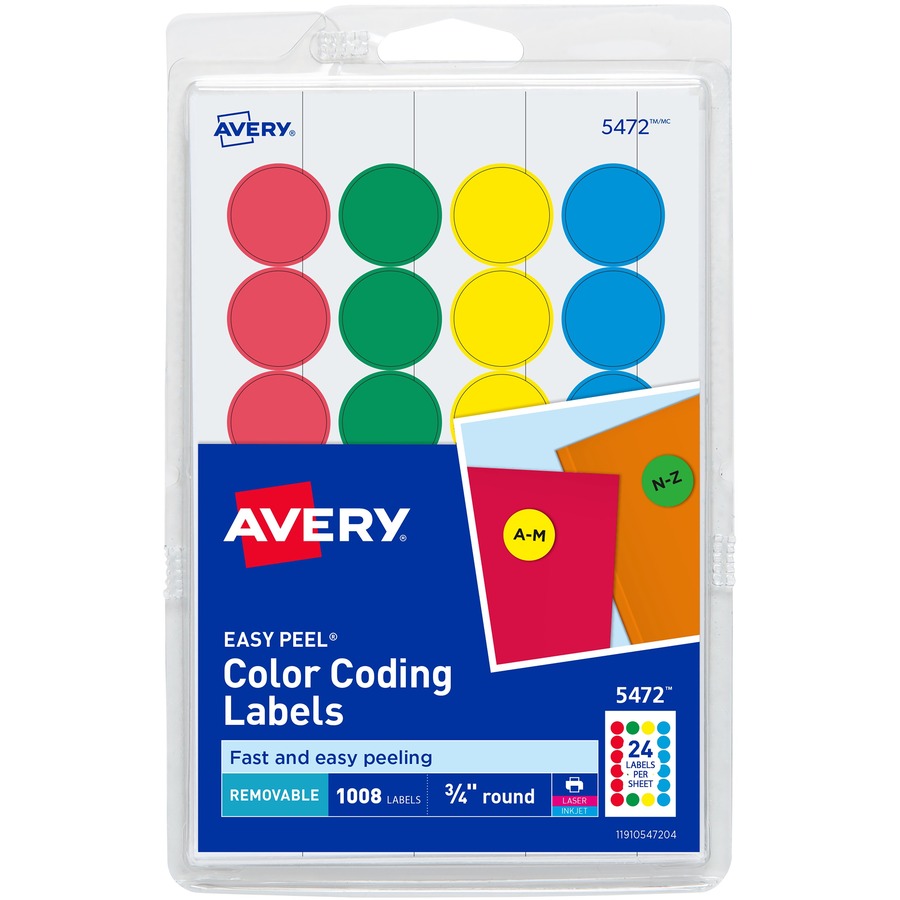 AVERY®
5472™/MC
N-Z
A-M
AVERY®
EASY PEEL®
Color Coding
Labels
5472™
24
LABELS
PER
SHEET
Fast and easy peeling
REMOVABLE
1008 LABELS
¾" round
LASER
INKJET
11910547204